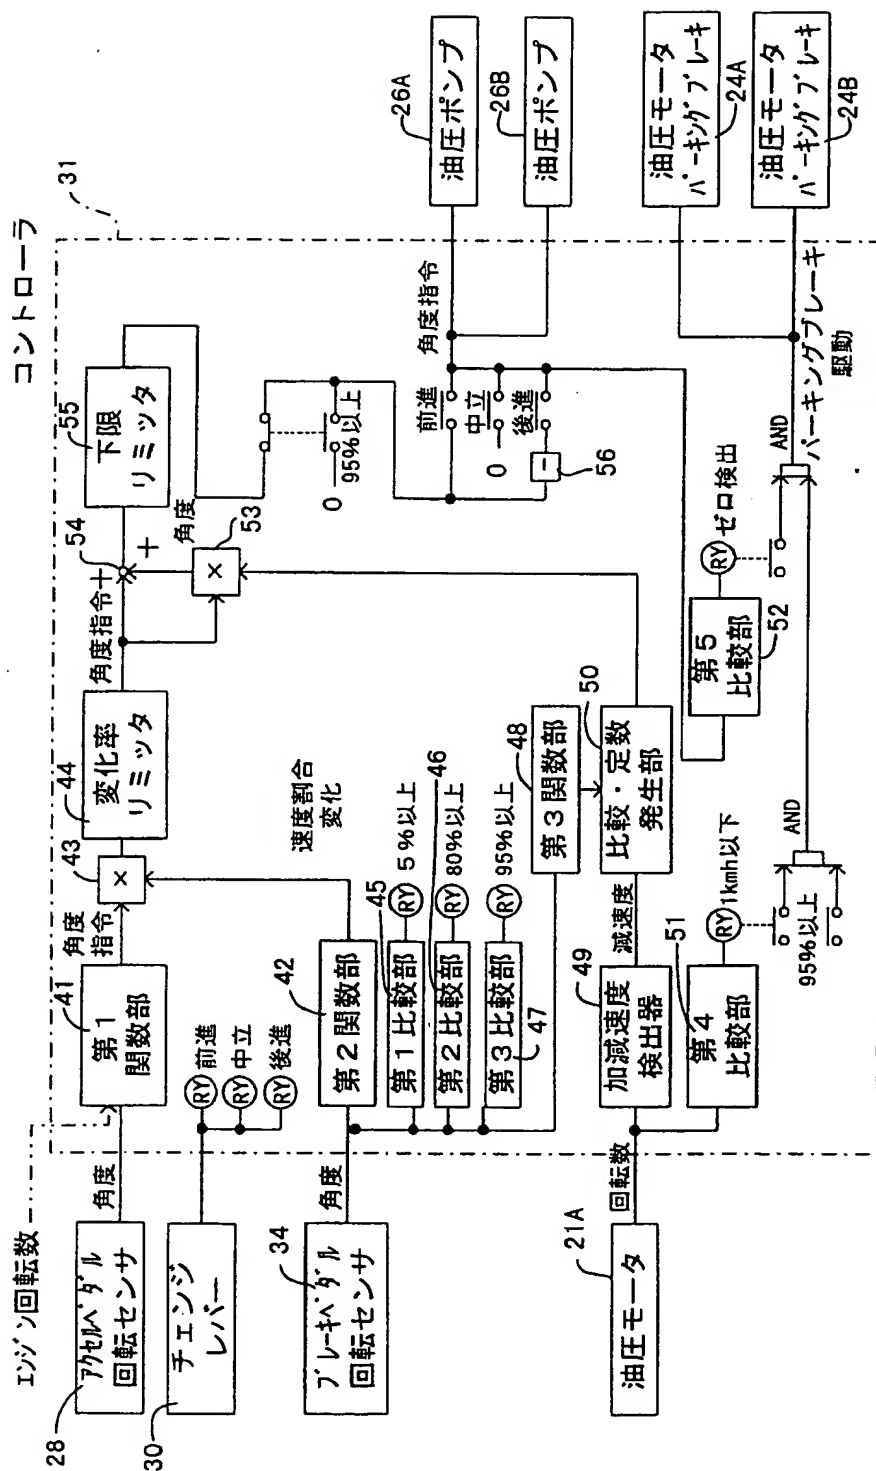 コントローラ
31
エンジン回転数
28
アクセルペダル
回転センサ
角度
41
第1
関数部
角度
指令
43
×
44
変化率
リミッタ
角度指令
+
54
+
55
下限
リミッタ
角度
53
×
30
チェンジ
レバー
RY
前進
RY
中立
RY
後進
34
ブレーキペダル
回転センサ
角度
42
第2関数部
速度割合
変化
45
第1比較部
RY
5%以上
46
第2比較部
RY
80%以上
47
第3比較部
RY
95%以上
48
第3関数部
0
95%以上
前進
中立
後進
0
-
56
角度指令
26A
油圧ポンプ
26B
油圧ポンプ
21A
油圧モータ
回転数
49
加減速度
検出器
減速度
50
比較・定数
発生部
51
第4
比較部
RY
1kmh以下
95%以上
AND
第5
比較部
52
RY
ゼロ検出
AND
パーキングブレーキ
駆動
油圧モータ
パーキングブレーキ
24A
油圧モータ
パーキングブレーキ
24B